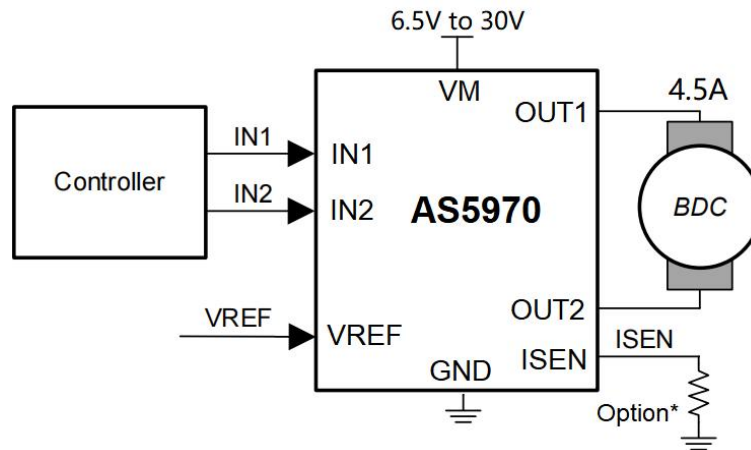 6.5V to 30V
VM
OUT1
4.5A
Controller
IN1
IN1
IN2
IN2
AS5970
BDC
VREF
VREF
OUT2
ISEN
ISEN
GND
Option*